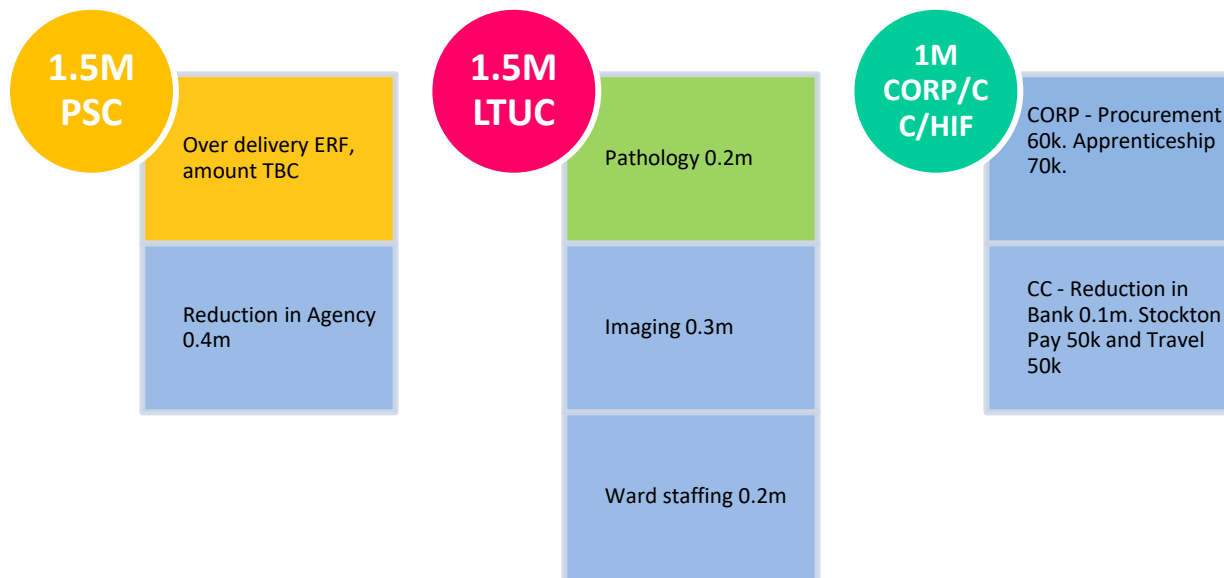 1.5M
PSC
Over delivery ERF,
amount TBC
Reduction in Agency
0.4m
1.5M
LTUC
Pathology 0.2m
Imaging 0.3m
Ward staffing 0.2m
1M
CORP/C
C/HIF
CORP - Procurement
60k. Apprenticeship
70k.
CC - Reduction in
Bank 0.1m. Stockton
Pay 50k and Travel
50k